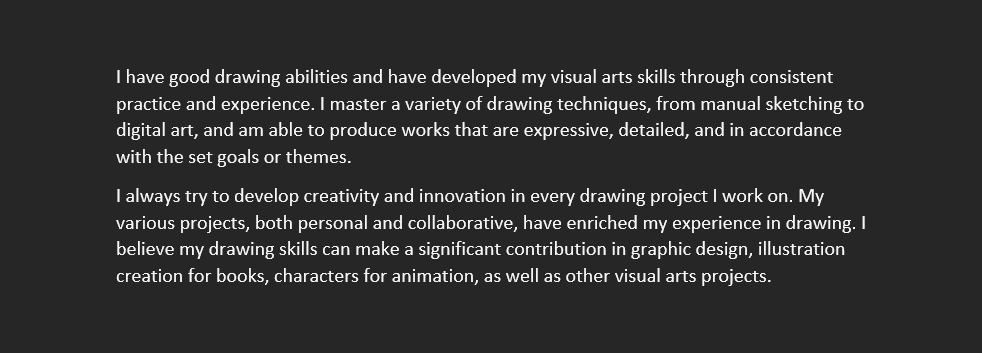 I have good drawing abilities and have developed my visual arts skills through consistent
practice and experience. I master a variety of drawing techniques, from manual sketching to
digital art, and am able to produce works that are expressive, detailed, and in accordance
with the set goals or themes.
I always try to develop creativity and innovation in every drawing project I work on. My
various projects, both personal and collaborative, have enriched my experience in drawing. I
believe my drawing skills can make a significant contribution in graphic design, illustration
creation for books, characters for animation, as well as other visual arts projects.